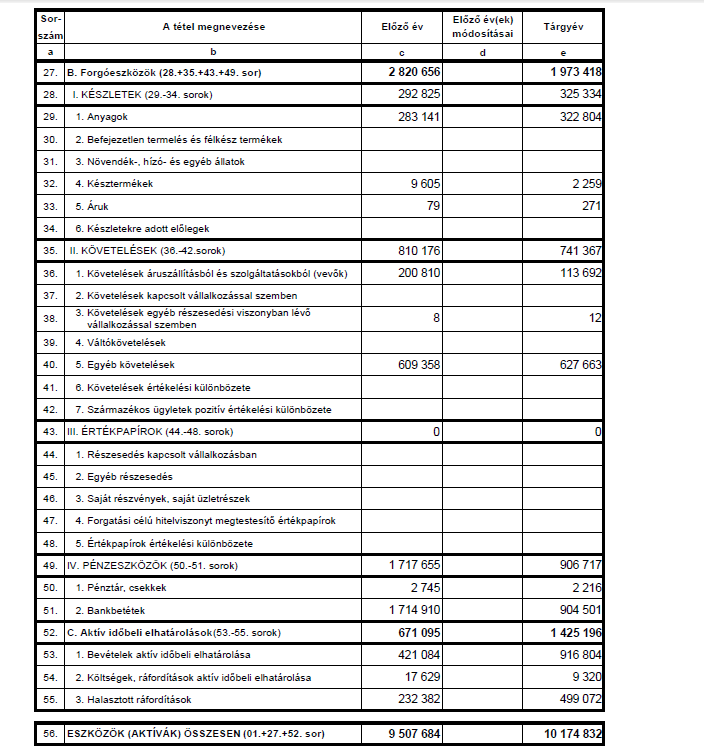 Sor-
szám A tétel megnevezése Előző év Előző év(ek) módosításai Tárgyév
a b c d e
27. B. Forgóeszközök (28.+35.+43.+49. sor) 2 820 656 1 973 418
28. I. KÉSZLETEK (29.-34. sorok) 292 825 325 334
29. 1. Anyagok 283 141 322 804
30. 2. Befejezetlen termelés és félkész termékek
31. 3. Növendék-, hízó- és egyéb állatok
32. 4. Késztermékek 9 605 2 259
33. 5. Áruk 79 271
34. 6. Készletekre adott előlegek
35. II. KÖVETELÉSEK (36.-42.sorok) 810 176 741 367
36. 1. Követelések áruszállításból és szolgáltatásokból (vevők) 200 810 113 692
37. 2. Követelések kapcsolt vállalkozással szemben
38. 3. Követelések egyéb részesedési viszonyban lévő
vállalkozással szemben 8 12
39. 4. Váltókövetelések
40. 5. Egyéb követelések 609 358 627 663
41. 6. Követelések értékelési különbözete
42. 7. Származékos ügyletek pozitív értékelési különbözete
43. III. ÉRTÉKPAPÍROK (44.-48. sorok) 0 0
44. 1. Részesedés kapcsolt vállalkozásban
45. 2. Egyéb részesedés
46. 3. Saját részvények, saját üzletrészek
47. 4. Forgatási célú hitelviszonyt megtestesítő értékpapírok
48. 5. Értékpapírok értékelési különbözete
49. IV. PÉNZESZKÖZÖK (50.-51. sorok) 1 717 655 906 717
50. 1. Pénztár, csekkek 2 745 2 216
51. 2. Bankbetétek 1 714 910 904 501
52. C. Aktív időbeli elhatárolások(53.-55. sorok) 671 095 1 425 196
53. 1. Bevételek aktív időbeli elhatárolása 421 084 916 804
54. 2. Költségek, ráfordítások aktív időbeli elhatárolása 17 629 9 320
55. 3. Halasztott ráfordítások 232 382 499 072
56. ESZKÖZÖK (AKTÍVÁK) ÖSSZESEN (01.+27.+52. sor) 9 507 684 10 174 832